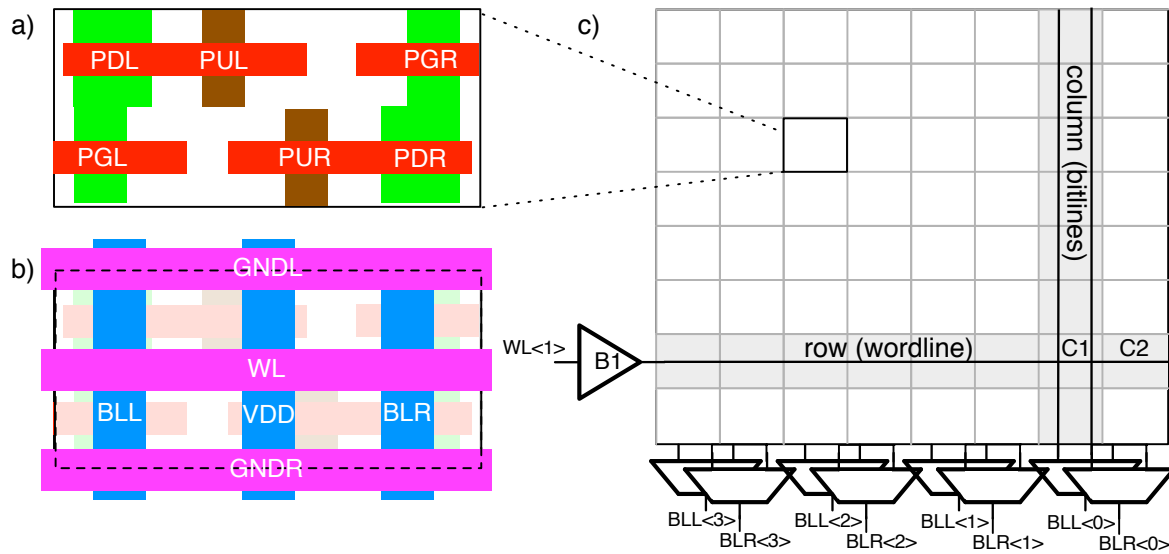 a)
PDL PUL PGR
PGL PUR PDR
b)
GNDL
WL
BLL VDD BLR
GNDR
c)
column (bitlines)
WL<1> B1 row (wordline) C1 C2
BLL<3> BLL<2> BLL<1> BLL<0>
BLR<3> BLR<2> BLR<1> BLR<0>